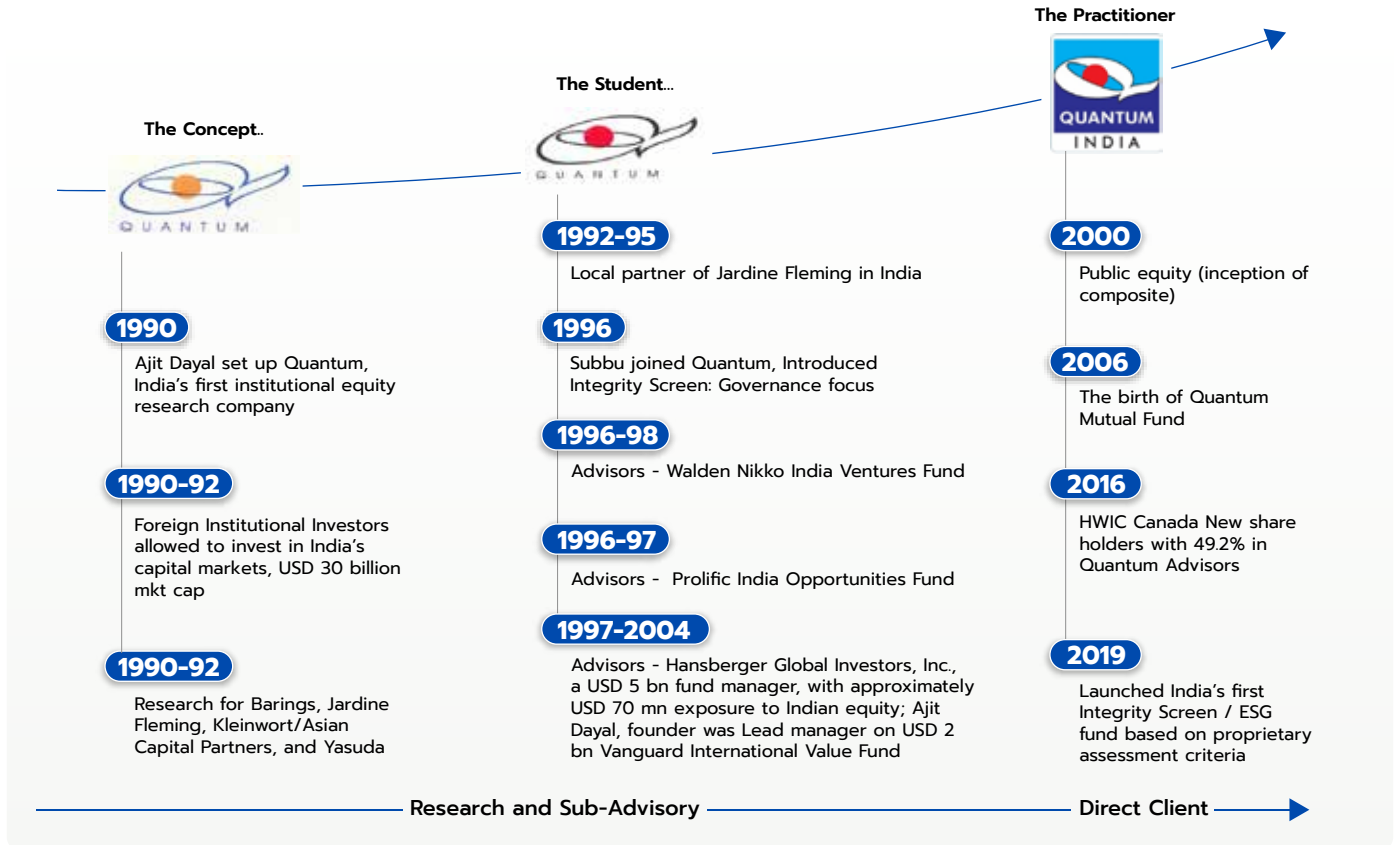 The Concept..
QUANTUM
1990
Ajit Dayal set up Quantum,
India's first institutional equity
research company
1990-92
Foreign Institutional Investors
allowed to invest in India's
capital markets, USD 30 billion
mkt cap
1990-92
Research for Barings, Jardine
Fleming, Kleinwort/Asian
Capital Partners, and Yasuda
The Student...
QUANTUM
1992-95
Local partner of Jardine Fleming in India
1996
Subbu joined Quantum, Introduced
Integrity Screen: Governance focus
1996-98
Advisors - Walden Nikko India Ventures Fund
1996-97
Advisors - Prolific India Opportunities Fund
1997-2004
Advisors - Hansberger Global Investors, Inc.,
a USD 5 bn fund manager, with approximately
USD 70 mn exposure to Indian equity; Ajit
Dayal, founder was Lead manager on USD 2
bn Vanguard International Value Fund
The Practitioner
QUANTUM
INDIA
2000
Public equity (inception of
composite)
2006
The birth of Quantum
Mutual Fund
2016
HWIC Canada New share
holders with 49.2% in
Quantum Advisors
2019
Launched India's first
Integrity Screen / ESG
fund based on proprietary
assessment criteria
Research and Sub-Advisory
Direct Client